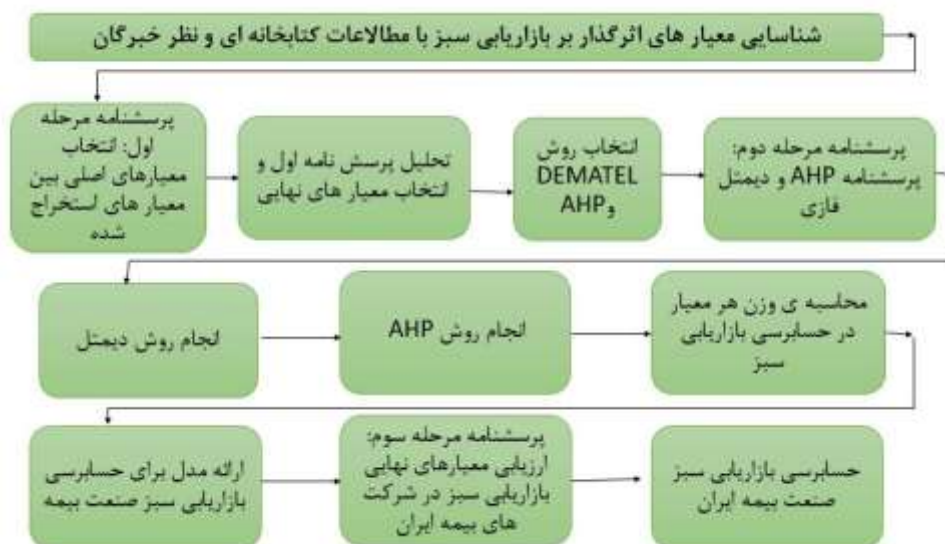 شناسایی معیار های اثرگذار بر بازاریابی سبز با مطالاعات کتابخانه ای و نظر خبرگان
پرسشنامه مرحله
اول: انتخاب
معیارهای اصلی بین
معیار های استخراج
شده
تحلیل پرسش نامه اول و
انتخاب معیار های نهایی
انتخاب روش
DEMATEL
وAHP
پرسشنامه مرحله دوم:
پرسشنامه AHP و دیمتل
فازی
انجام روش دیمتل
انجام روش AHP
محاسبه ی وزن هر معیار
در حسابرسی بازاریابی
سبز
ارائه مدل برای حسابرسی
بازاریابی سبز صنعت بیمه
پرسشنامه مرحله سوم:
ارزیابی معیارهای نهایی
بازاریابی سبز در شرکت
های بیمه ایران
حسابرسی بازاریابی سبز
صنعت بیمه ایران